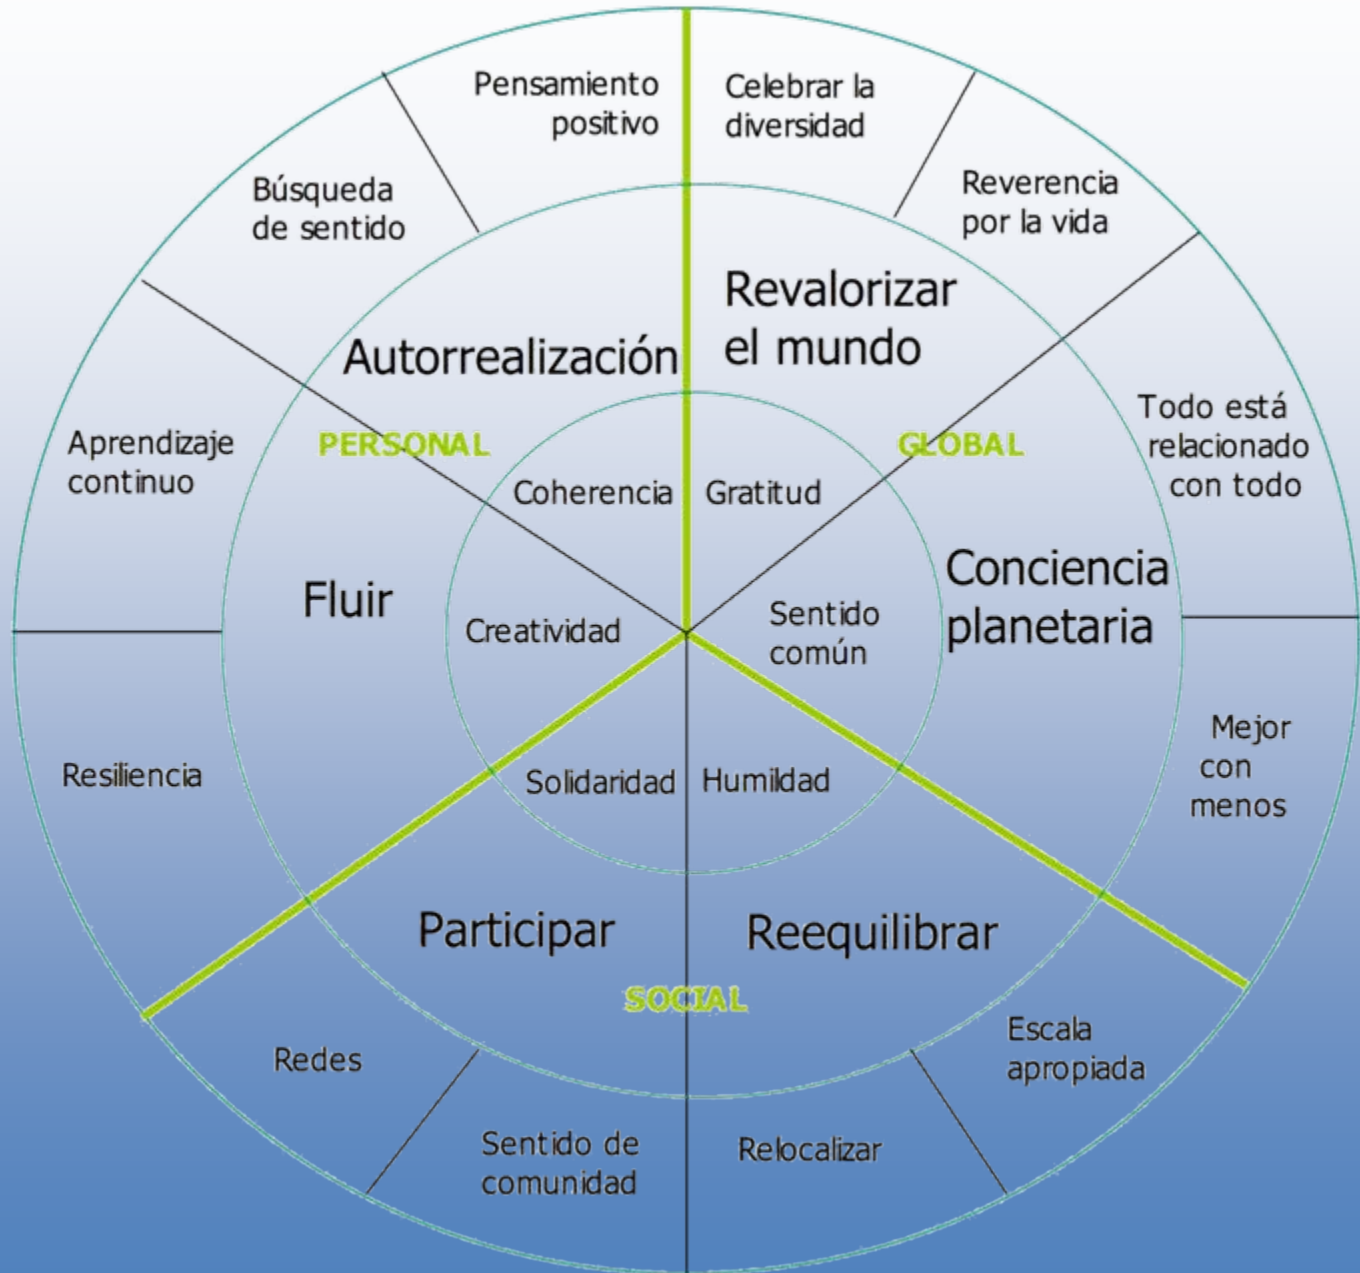 Pensamiento
positivo
Celebrar la
diversidad
Búsqueda
de sentido
Reverencia
por la vida
Revalorizar
el mundo
Autorrealización
Aprendizaje
continuo
PERSONAL
GLOBAL
Todo está
relacionado
con todo
Coherencia
Gratitud
Fluir
Creatividad
Sentido
común
Conciencia
planetaria
Resiliencia
Solidaridad
Humildad
Mejor
con
menos
Participar
Reequilibrar
SOCIAL
Redes
Escala
apropiada
Sentido de
comunidad
Relocalizar